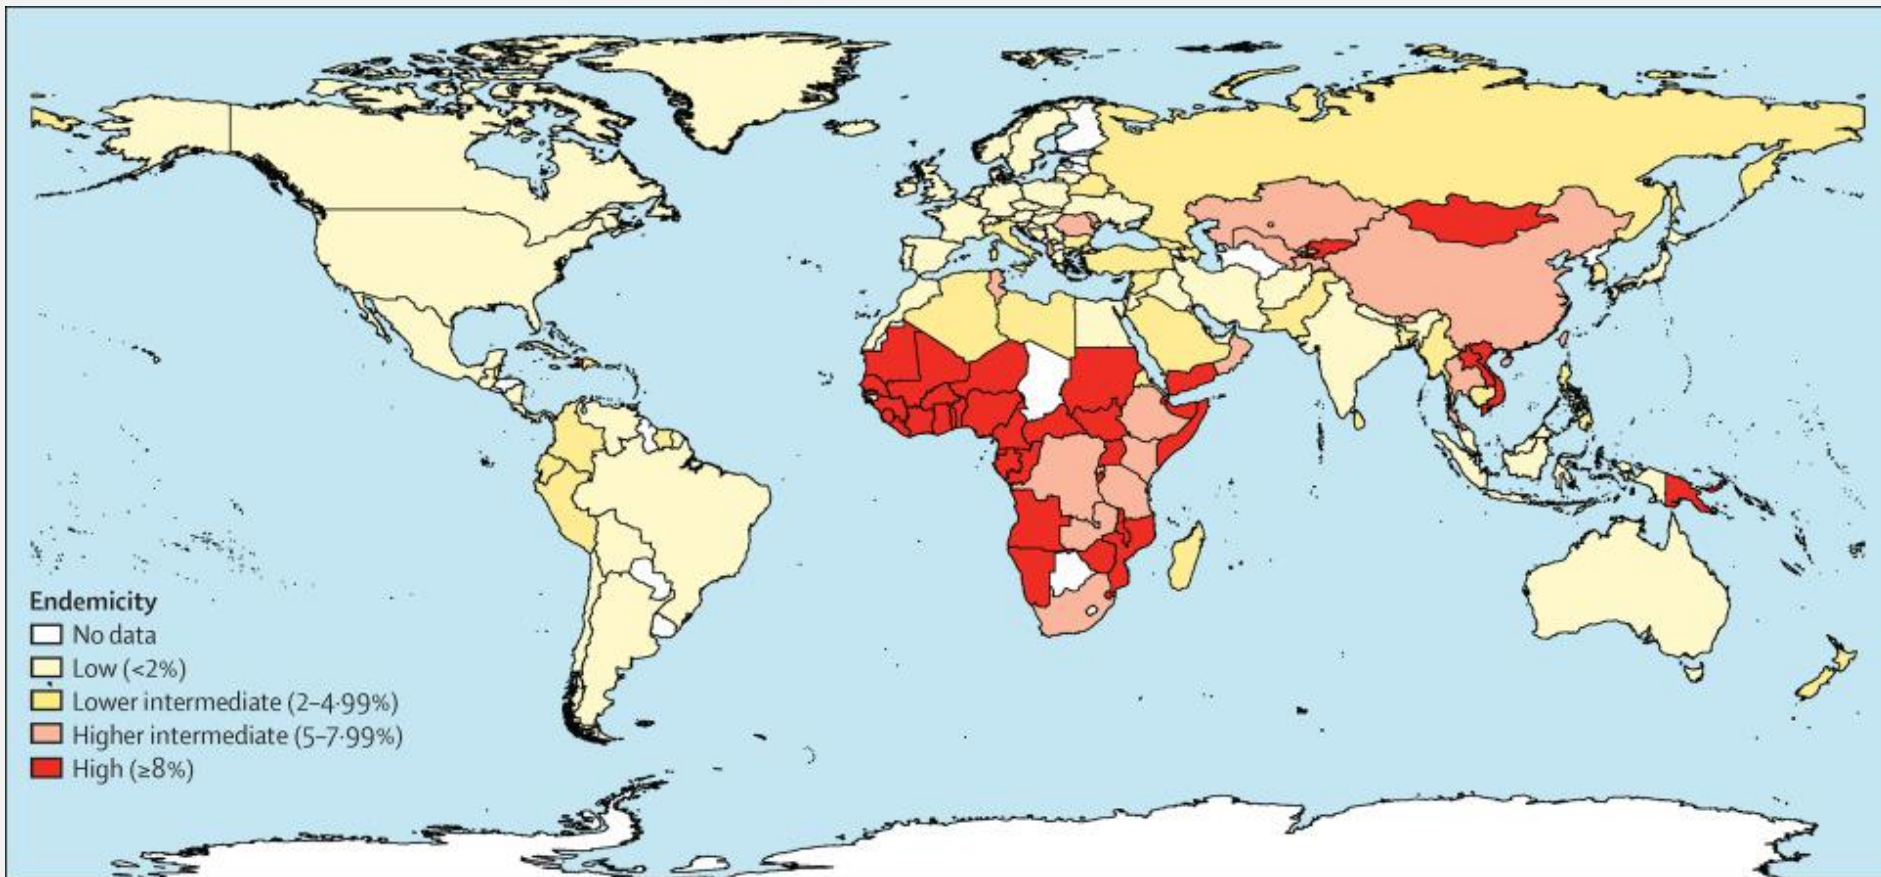 Endemicity
No data
Low (<2%)
Lower intermediate (2–4·99%)
Higher intermediate (5–7·99%)
High (≥8%)